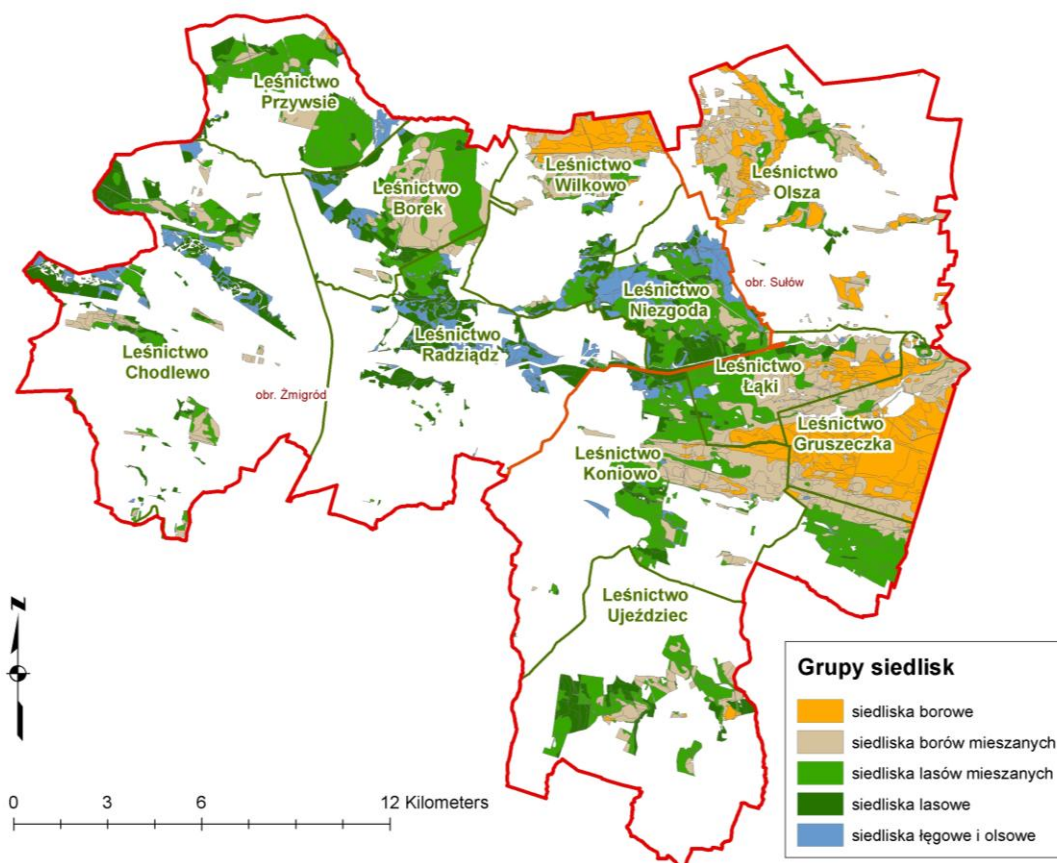 Leśnictwo
Przywsie
Leśnictwo
Borek
Leśnictwo
Wilkowo
Leśnictwo
Olsza
obr. Sułów
Leśnictwo
Niezgoda
Leśnictwo
Radziądz
Leśnictwo
Chodlewo
obr. Żmigród
Leśnictwo
Łąki
Leśnictwo
Gruszeczka
Leśnictwo
Koniowo
Leśnictwo
Ujeździec
N
0 3 6 12 Kilometers
Grupy siedlisk
siedliska borowe
siedliska borów mieszanych
siedliska lasów mieszanych
siedliska lasowe
siedliska łęgowe i olsowe